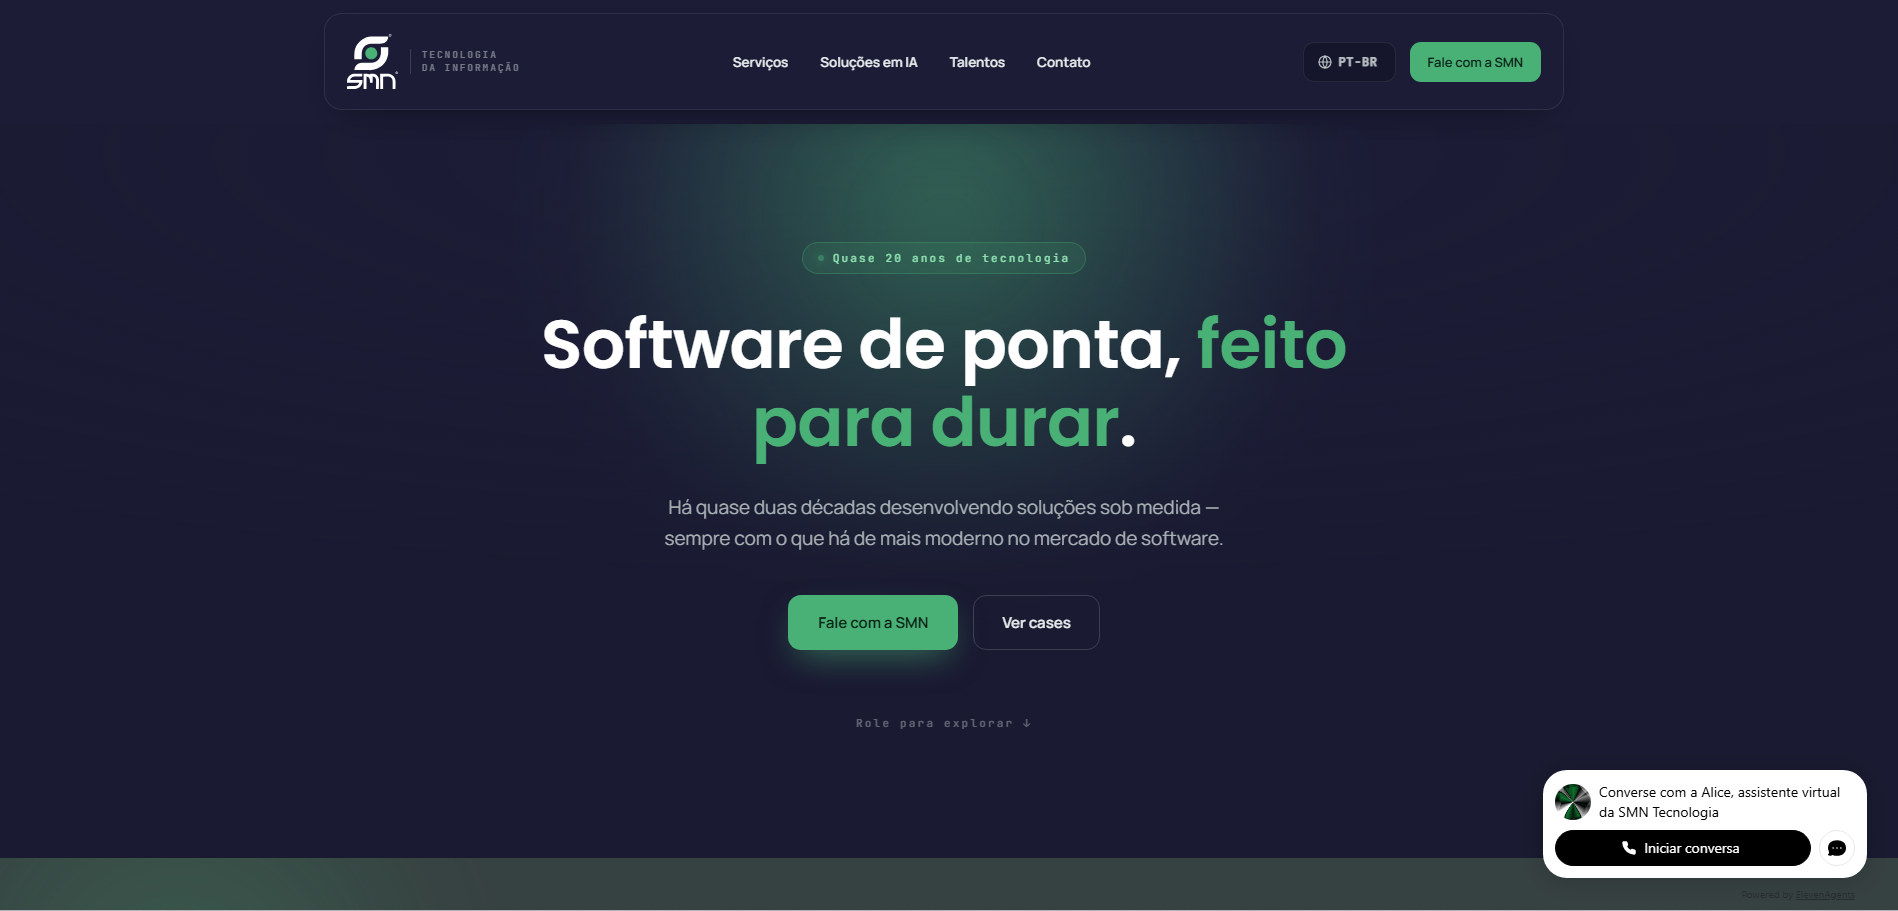 smn
TECNOLOGIA
DA INFORMAÇÃO
Serviços
Soluções em IA
Talentos
Contato
PT-BR
Fale com a SMN
Quase 20 anos de tecnologia
Software de ponta, feito
para durar.
Há quase duas décadas desenvolvendo soluções sob medida —
sempre com o que há de mais moderno no mercado de software.
Fale com a SMN
Ver cases
Role para explorar ↓
Converse com a Alice, assistente virtual
da SMN Tecnologia
Iniciar conversa
Powered by ElevenAgents